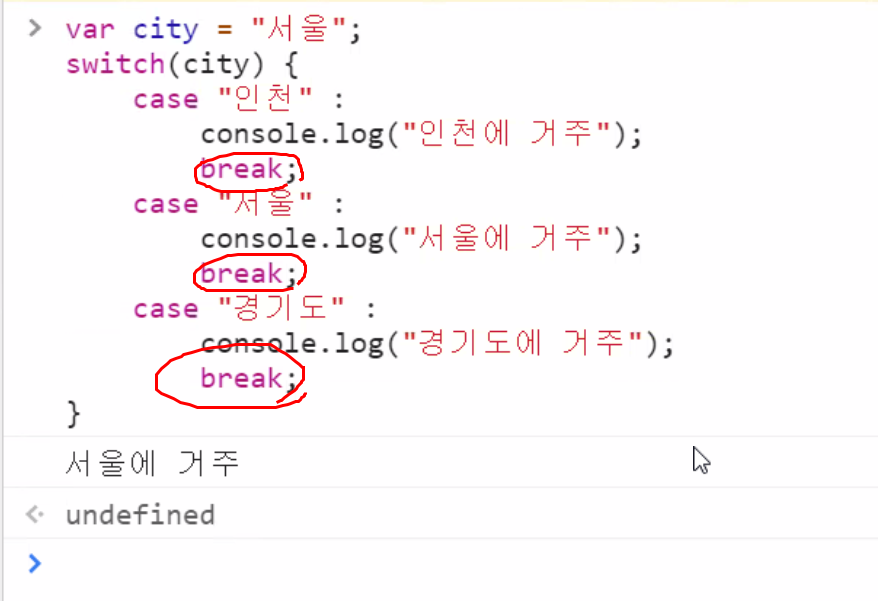 > var city = "서울";
switch(city) {
    case "인천" :
        console.log("인천에 거주");
        break;
    case "서울" :
        console.log("서울에 거주");
        break;
    case "경기도" :
        console.log("경기도에 거주");
        break;
}
서울에 거주
undefined